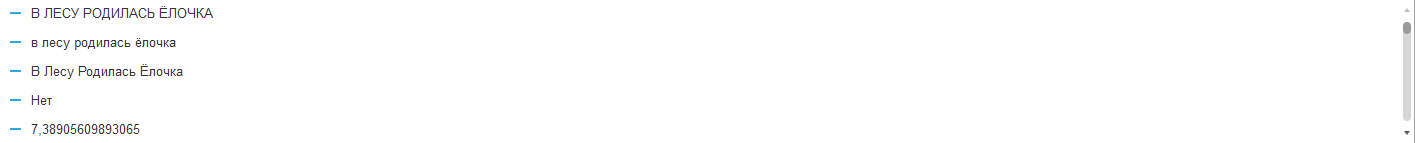 В ЛЕСУ РОДИЛАСЬ ЁЛОЧКА
в лесу родилась ёлочка
В Лесу Родилась Ёлочка
Нет
7,38905609893065